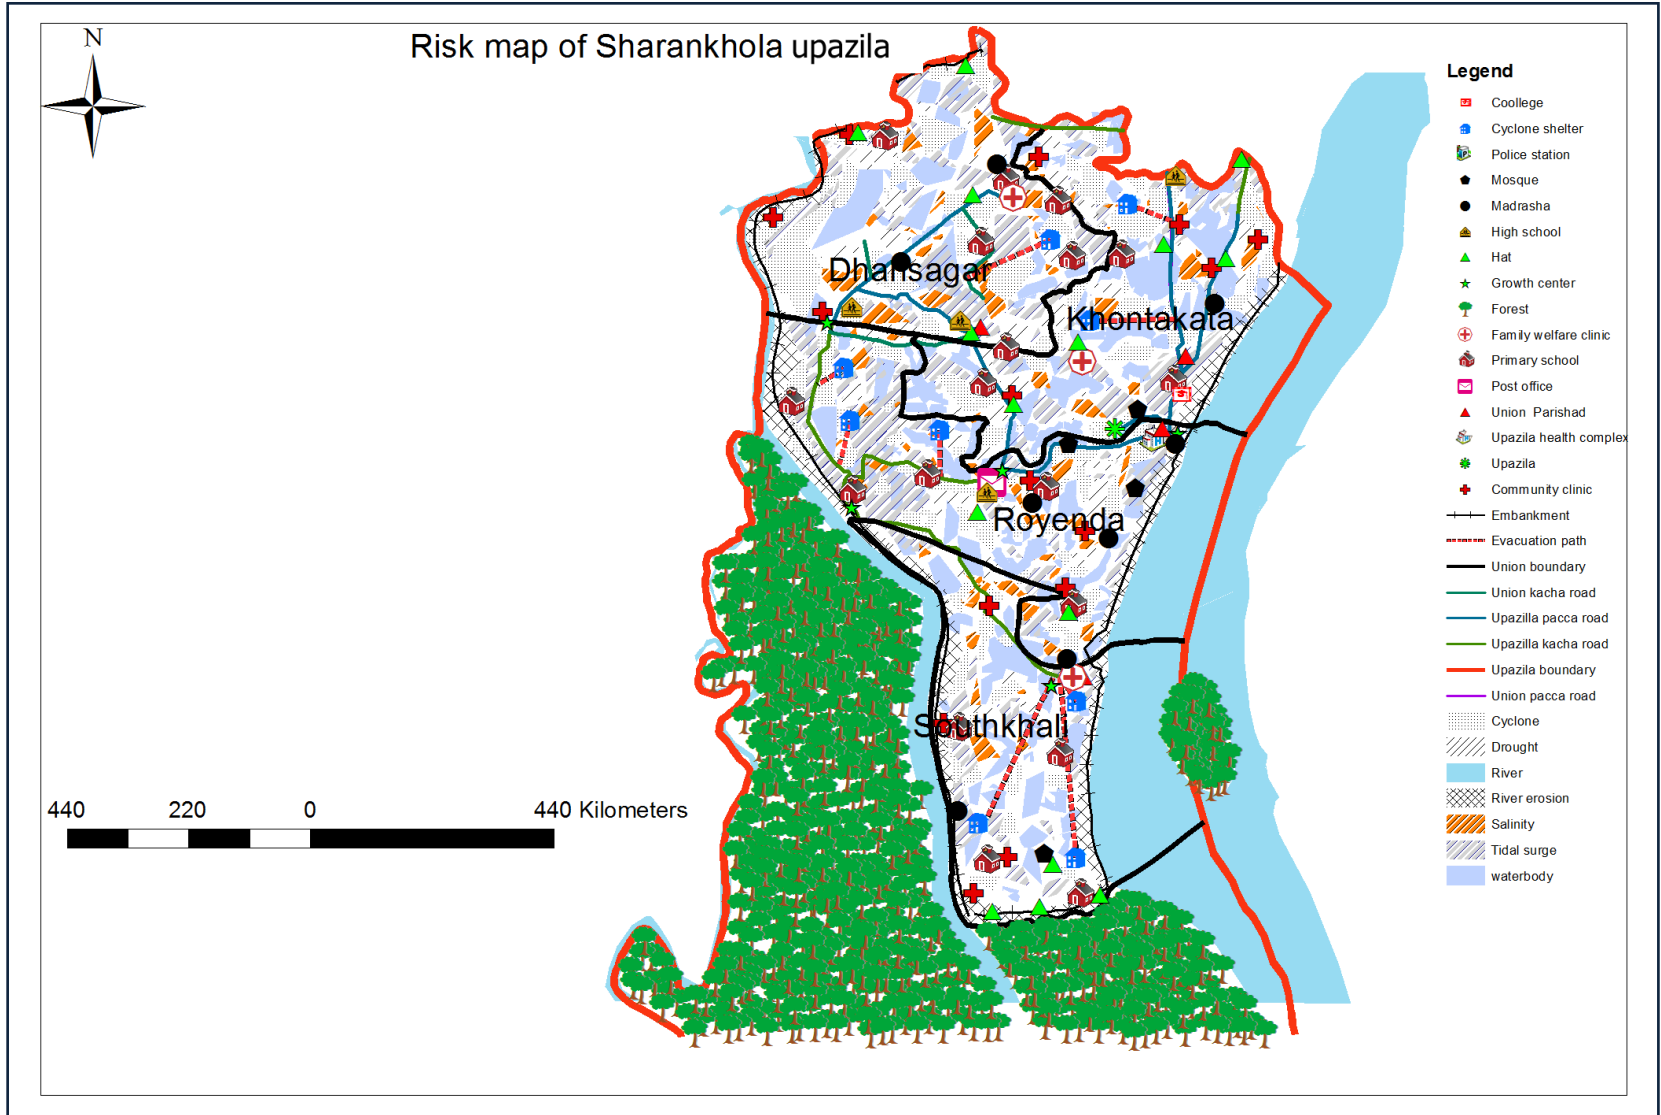 N
Risk map of Sharankhola upazila
Dhansagar
Khontakata
Royenda
Southkhali
440 220 0 440 Kilometers
Legend
Coollege
Cyclone shelter
Police station
Mosque
Madrasha
High school
Hat
Growth center
Forest
Family welfare clinic
Primary school
Post office
Union Parishad
Upazila health complex
Upazila
Community clinic
Embankment
Evacuation path
Union boundary
Union kacha road
Upazilla pacca road
Upazilla kacha road
Upazila boundary
Union pacca road
Cyclone
Drought
River
River erosion
Salinity
Tidal surge
waterbody